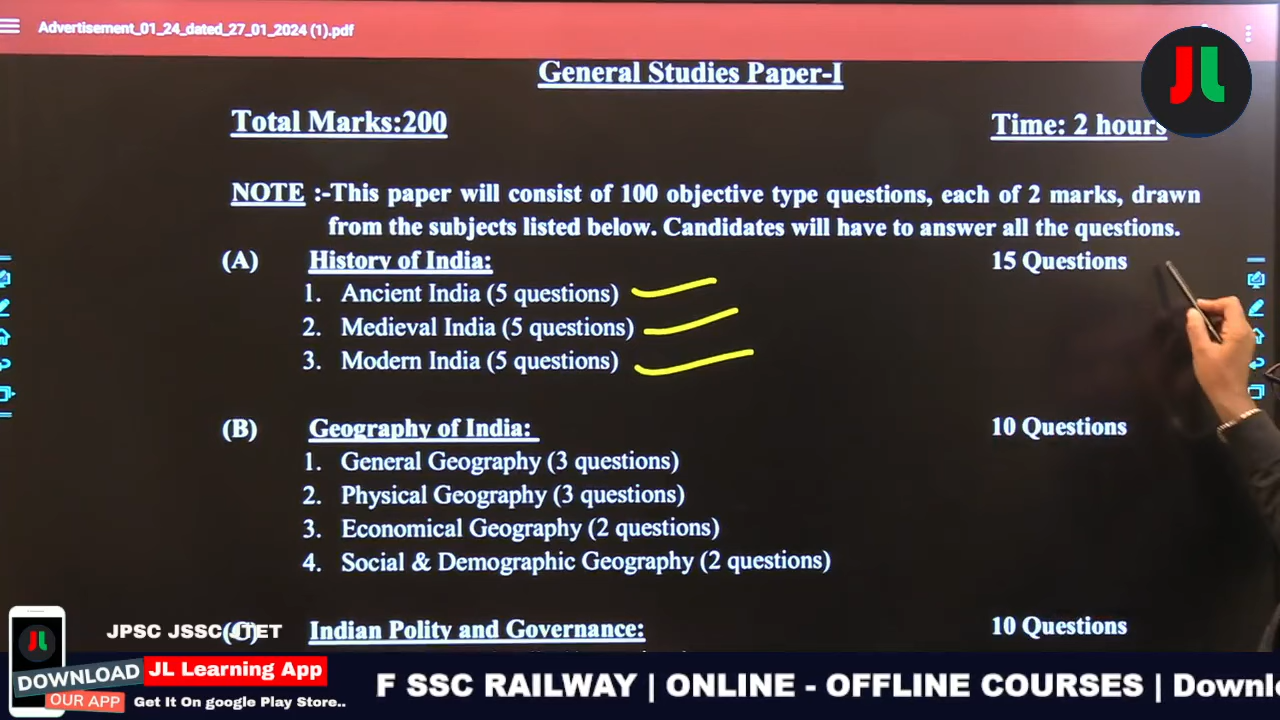 Advertisement_01_24_dated_27_01_2024 (1).pdf
JL
General Studies Paper-I
Total Marks:200
Time: 2 hours
NOTE :-This paper will consist of 100 objective type questions, each of 2 marks, drawn
from the subjects listed below. Candidates will have to answer all the questions.
(A) History of India: 15 Questions
1. Ancient India (5 questions)
2. Medieval India (5 questions)
3. Modern India (5 questions)
(B) Geography of India: 10 Questions
1. General Geography (3 questions)
2. Physical Geography (3 questions)
3. Economical Geography (2 questions)
4. Social & Demographic Geography (2 questions)
(C) Indian Polity and Governance: 10 Questions
JPSC JSSC JTET
JL
DOWNLOAD
OUR APP
JL Learning App
Get It On google Play Store..
F SSC RAILWAY | ONLINE - OFFLINE COURSES | Downlo